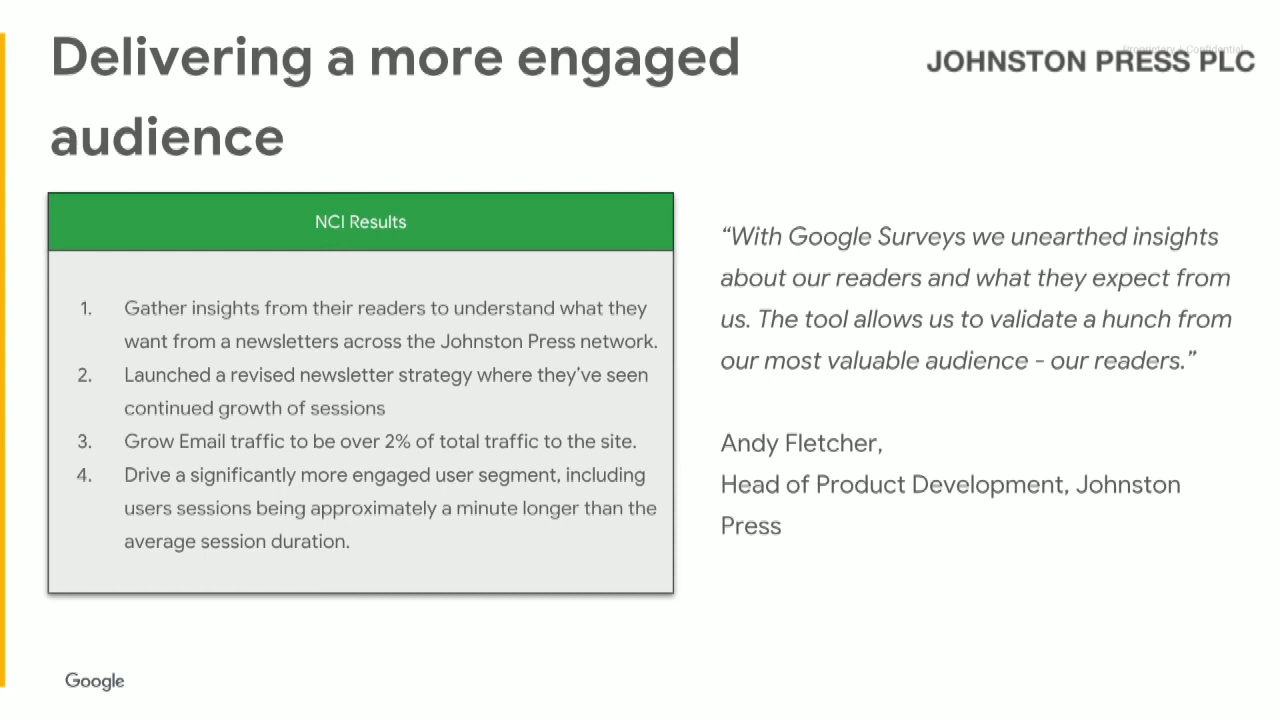 Delivering a more engaged
audience
Proprietary + Confidential
JOHNSTON PRESS PLC
NCI Results
1. Gather insights from their readers to understand what they
want from a newsletters across the Johnston Press network.
2. Launched a revised newsletter strategy where they’ve seen
continued growth of sessions
3. Grow Email traffic to be over 2% of total traffic to the site.
4. Drive a significantly more engaged user segment, including
users sessions being approximately a minute longer than the
average session duration.
“With Google Surveys we unearthed insights
about our readers and what they expect from
us. The tool allows us to validate a hunch from
our most valuable audience - our readers.”
Andy Fletcher,
Head of Product Development, Johnston
Press
Google